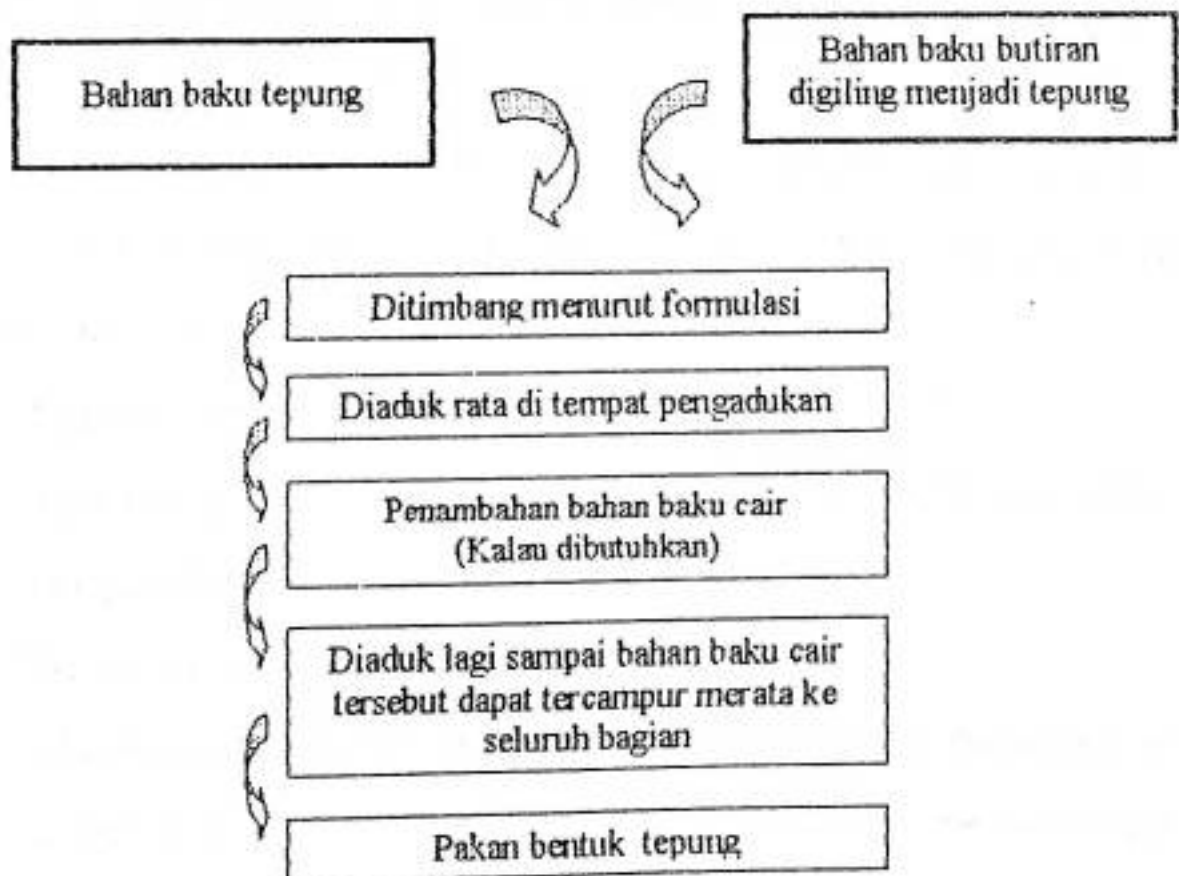 Bahan baku tepung
Bahan baku butiran
digiling menjadi tepung
Ditimbang menurut formulasi
Diaduk rata di tempat pengadukan
Penambahan bahan baku cair
(Kalau dibutuhkan)
Diaduk lagi sampai bahan baku cair
tersebut dapat tercampur merata ke
seluruh bagian
Pakan bentuk tepung